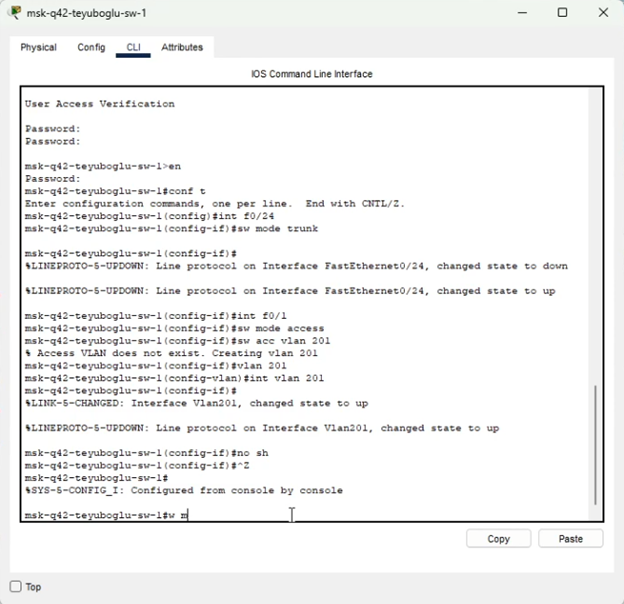 msk-q42-teyuboglu-sw-1
Physical Config CLI Attributes
IOS Command Line Interface
User Access Verification
Password:
Password:
msk-q42-teyuboglu-sw-1>en
Password:
msk-q42-teyuboglu-sw-1#conf t
Enter configuration commands, one per line. End with CNTL/Z.
msk-q42-teyuboglu-sw-1(config)#int f0/24
msk-q42-teyuboglu-sw-1(config-if)#sw mode trunk
msk-q42-teyuboglu-sw-1(config-if)#
%LINEPROTO-5-UPDOWN: Line protocol on Interface FastEthernet0/24, changed state to down
%LINEPROTO-5-UPDOWN: Line protocol on Interface FastEthernet0/24, changed state to up
msk-q42-teyuboglu-sw-1(config-if)#int f0/1
msk-q42-teyuboglu-sw-1(config-if)#sw mode access
msk-q42-teyuboglu-sw-1(config-if)#sw acc vlan 201
% Access VLAN does not exist. Creating vlan 201
msk-q42-teyuboglu-sw-1(config-if)#vlan 201
msk-q42-teyuboglu-sw-1(config-vlan)#int vlan 201
msk-q42-teyuboglu-sw-1(config-if)#
%LINK-5-CHANGED: Interface Vlan201, changed state to up
%LINEPROTO-5-UPDOWN: Line protocol on Interface Vlan201, changed state to up
msk-q42-teyuboglu-sw-1(config-if)#no sh
msk-q42-teyuboglu-sw-1(config-if)#^Z
msk-q42-teyuboglu-sw-1#
%SYS-5-CONFIG_I: Configured from console by console
msk-q42-teyuboglu-sw-1#w m
Copy Paste
Top